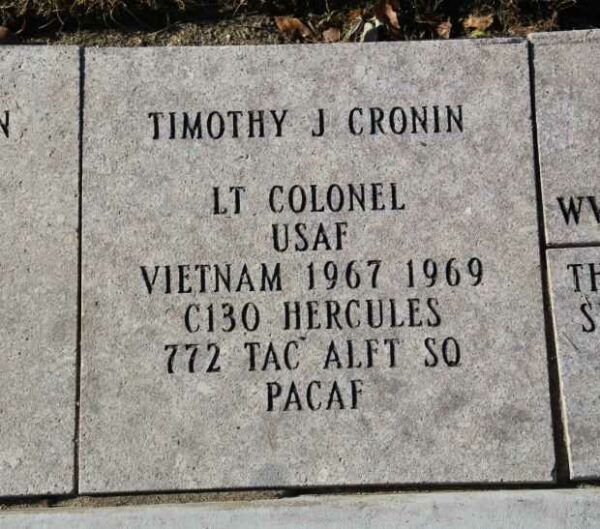 TIMOTHY J CRONIN
LT COLONEL
USAF
VIETNAM 1967 1969
C130 HERCULES
772 TAC ALFT SQ
PACAF